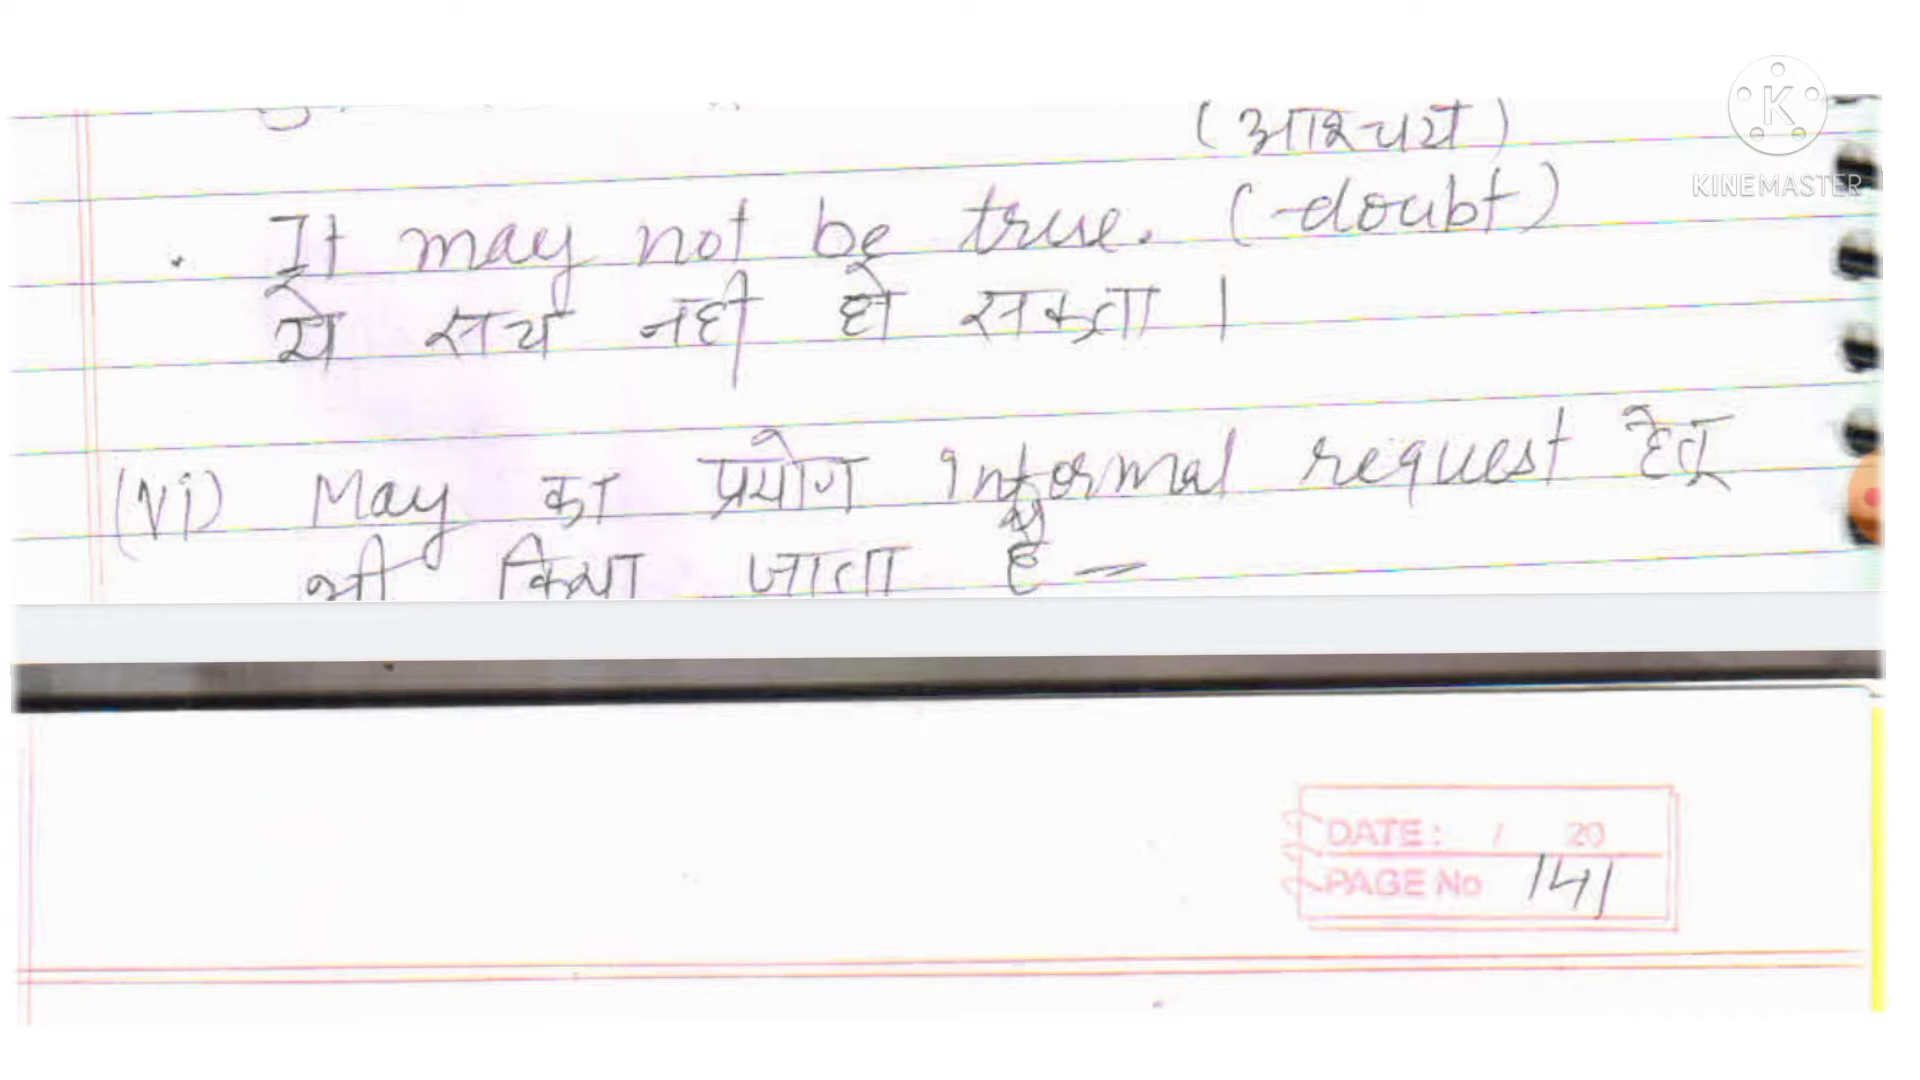 (आश्चर्य)
KINEMASTER
. It may not be true. (doubt)
ये सच नही हो सकता ।
(vi) May का प्रयोग informal request हेतु
भी किया जाता है –
DATE: / 20
PAGE No 141